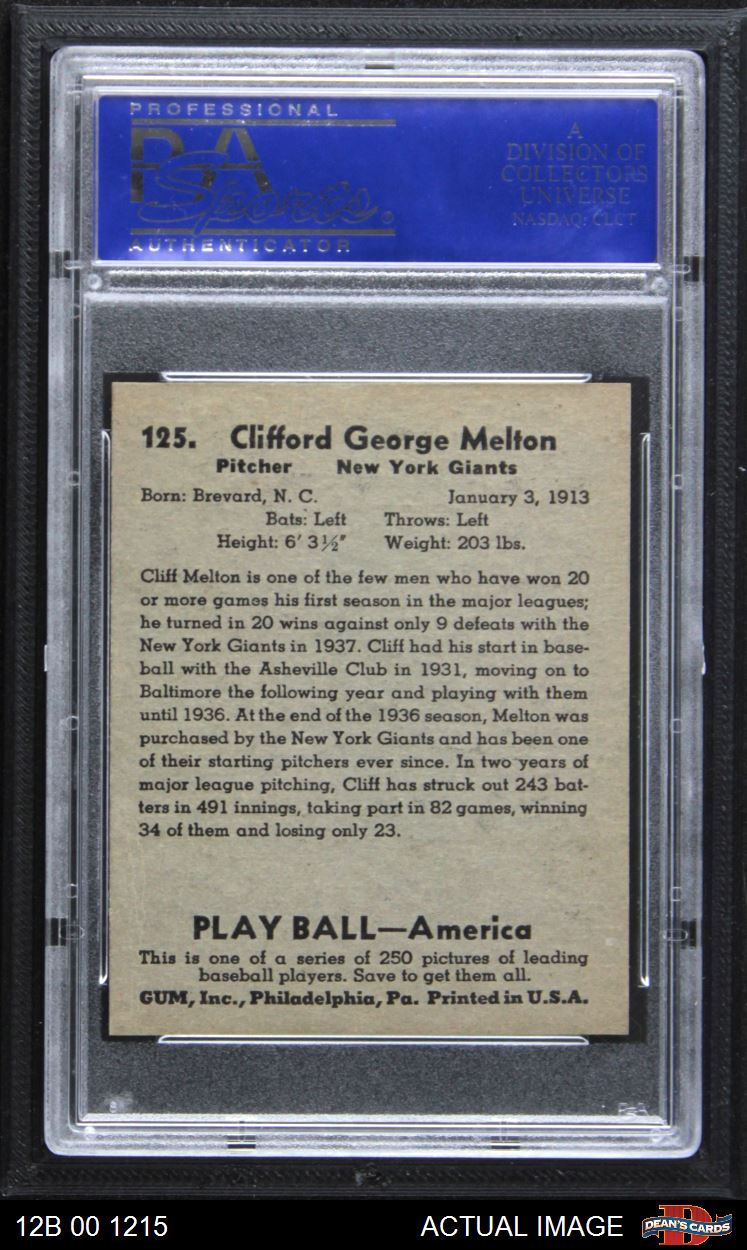 PROFESSIONAL
PSA
Sports
AUTHENTICATOR
A
DIVISION OF
COLLECTORS
UNIVERSE
NASDAQ: CLCT
125. Clifford George Melton
Pitcher New York Giants
Born: Brevard, N. C. January 3, 1913
Bats: Left Throws: Left
Height: 6' 3½" Weight: 203 lbs.
Cliff Melton is one of the few men who have won 20
or more games his first season in the major leagues;
he turned in 20 wins against only 9 defeats with the
New York Giants in 1937. Cliff had his start in base-
ball with the Asheville Club in 1931, moving on to
Baltimore the following year and playing with them
until 1936. At the end of the 1936 season, Melton was
purchased by the New York Giants and has been one
of their starting pitchers ever since. In two years of
major league pitching, Cliff has struck out 243 bat-
ters in 491 innings, taking part in 82 games, winning
34 of them and losing only 23.
PLAY BALL—America
This is one of a series of 250 pictures of leading
baseball players. Save to get them all.
GUM, Inc., Philadelphia, Pa. Printed in U.S.A.
PSA
12B 00 1215 ACTUAL IMAGE
DEAN'S CARDS